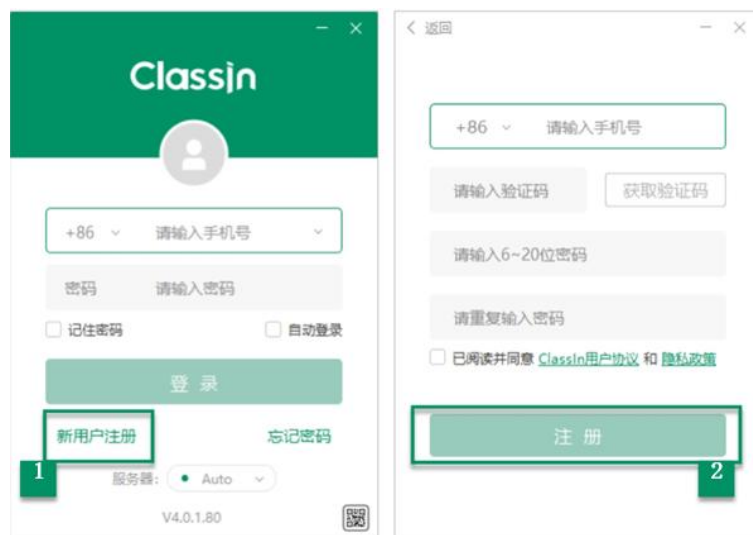 ClassIn
+86 请输入手机号
密码 请输入密码
记住密码 自动登录
登 录
新用户注册 忘记密码
1
服务器: Auto
V4.0.1.80
返回
+86 请输入手机号
请输入验证码 获取验证码
请输入6~20位密码
请重复输入密码
已阅读并同意 ClassIn用户协议 和 隐私政策
注 册
2